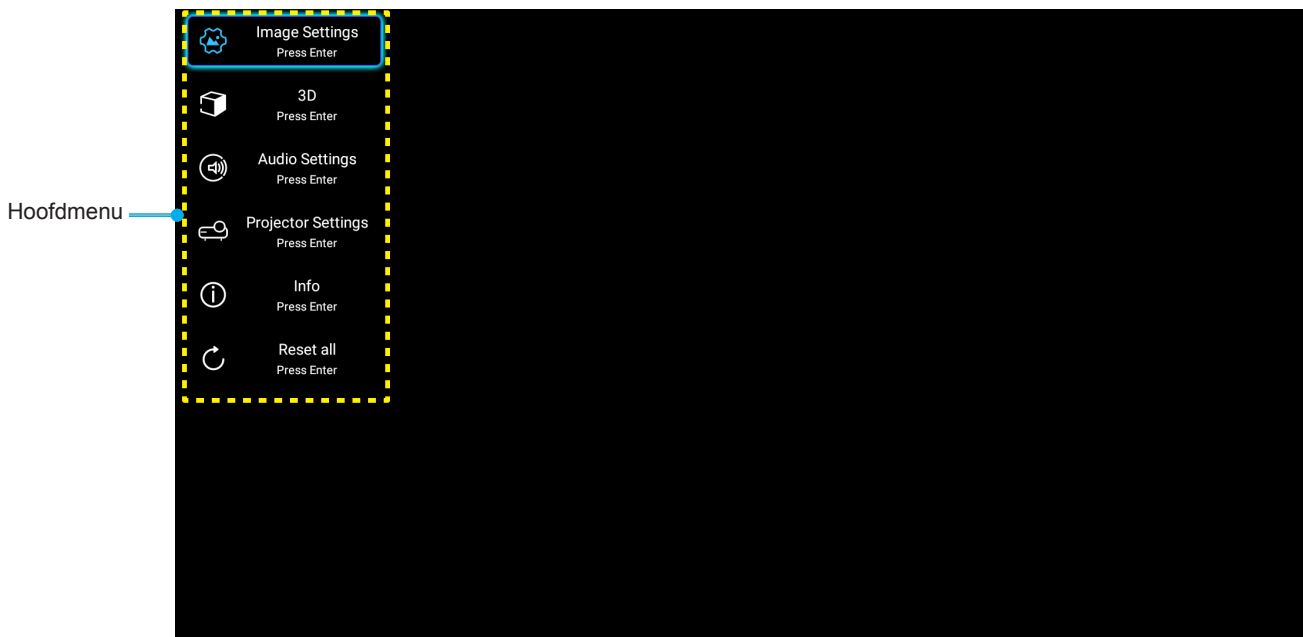 Image Settings
Press Enter
3D
Press Enter
Audio Settings
Press Enter
Hoofdmenu
Projector Settings
Press Enter
Info
Press Enter
Reset all
Press Enter